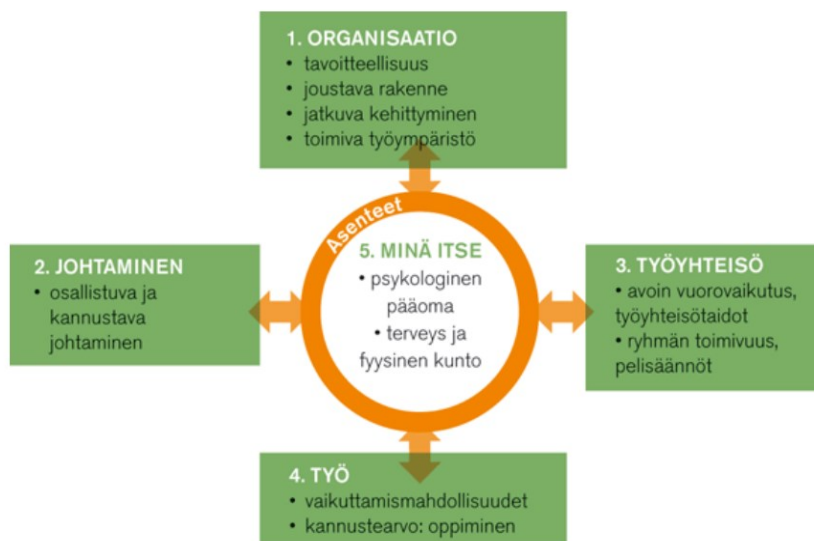 1. ORGANISAATIO
• tavoitteellisuus
• joustava rakenne
• jatkuva kehittyminen
• toimiva työympäristö
Asenteet
2. JOHTAMINEN
• osallistuva ja
kannustava
johtaminen
5. MINÄ ITSE
• psykologinen
pääoma
• terveys ja
fyysinen kunto
3. TYÖYHTEISÖ
• avoin vuorovaikutus,
työyhteisötaidot
• ryhmän toimivuus,
pelisäännöt
4. TYÖ
• vaikuttamismahdollisuudet
• kannustearvo: oppiminen